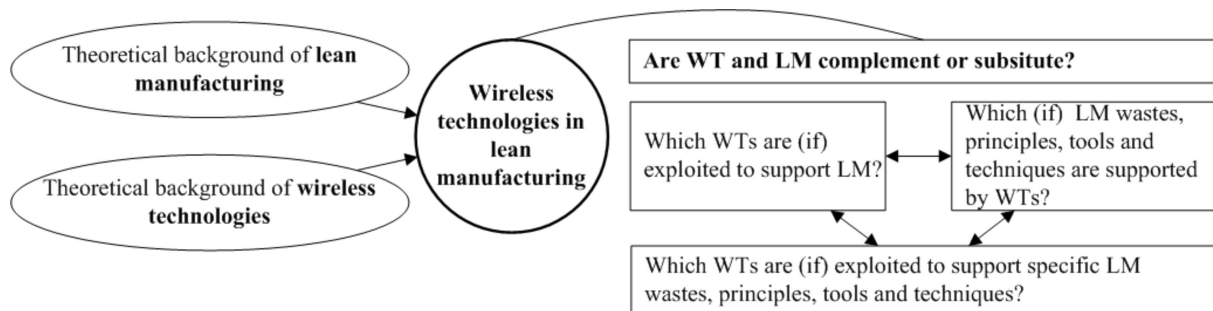 Theoretical background of lean
manufacturing
Theoretical background of wireless
technologies
Wireless
technologies in
lean
manufacturing
Are WT and LM complement or subsitute?
Which WTs are (if)
exploited to support LM?
Which (if) LM wastes,
principles, tools and
techniques are supported
by WTs?
Which WTs are (if) exploited to support specific LM
wastes, principles, tools and techniques?